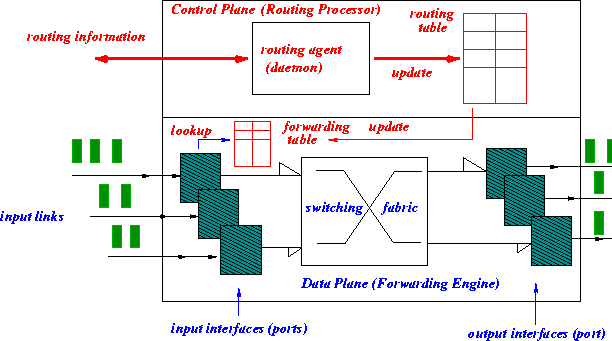 Control Plane (Routing Processor)
routing information
routing agent
(daemon)
update
routing
table
lookup
forwarding
table
update
input links
switching fabric
Data Plane (Forwarding Engine)
input interfaces (ports)
output interfaces (port)